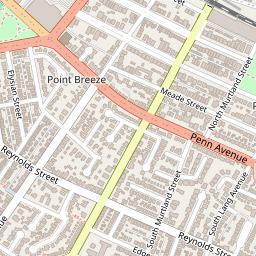 Point Breeze
Elysian Street
Meade Street
North Murtland Street
Penn Avenue
Reynolds Street
South Murtland Street
South Lang Avenue
Reynolds Street